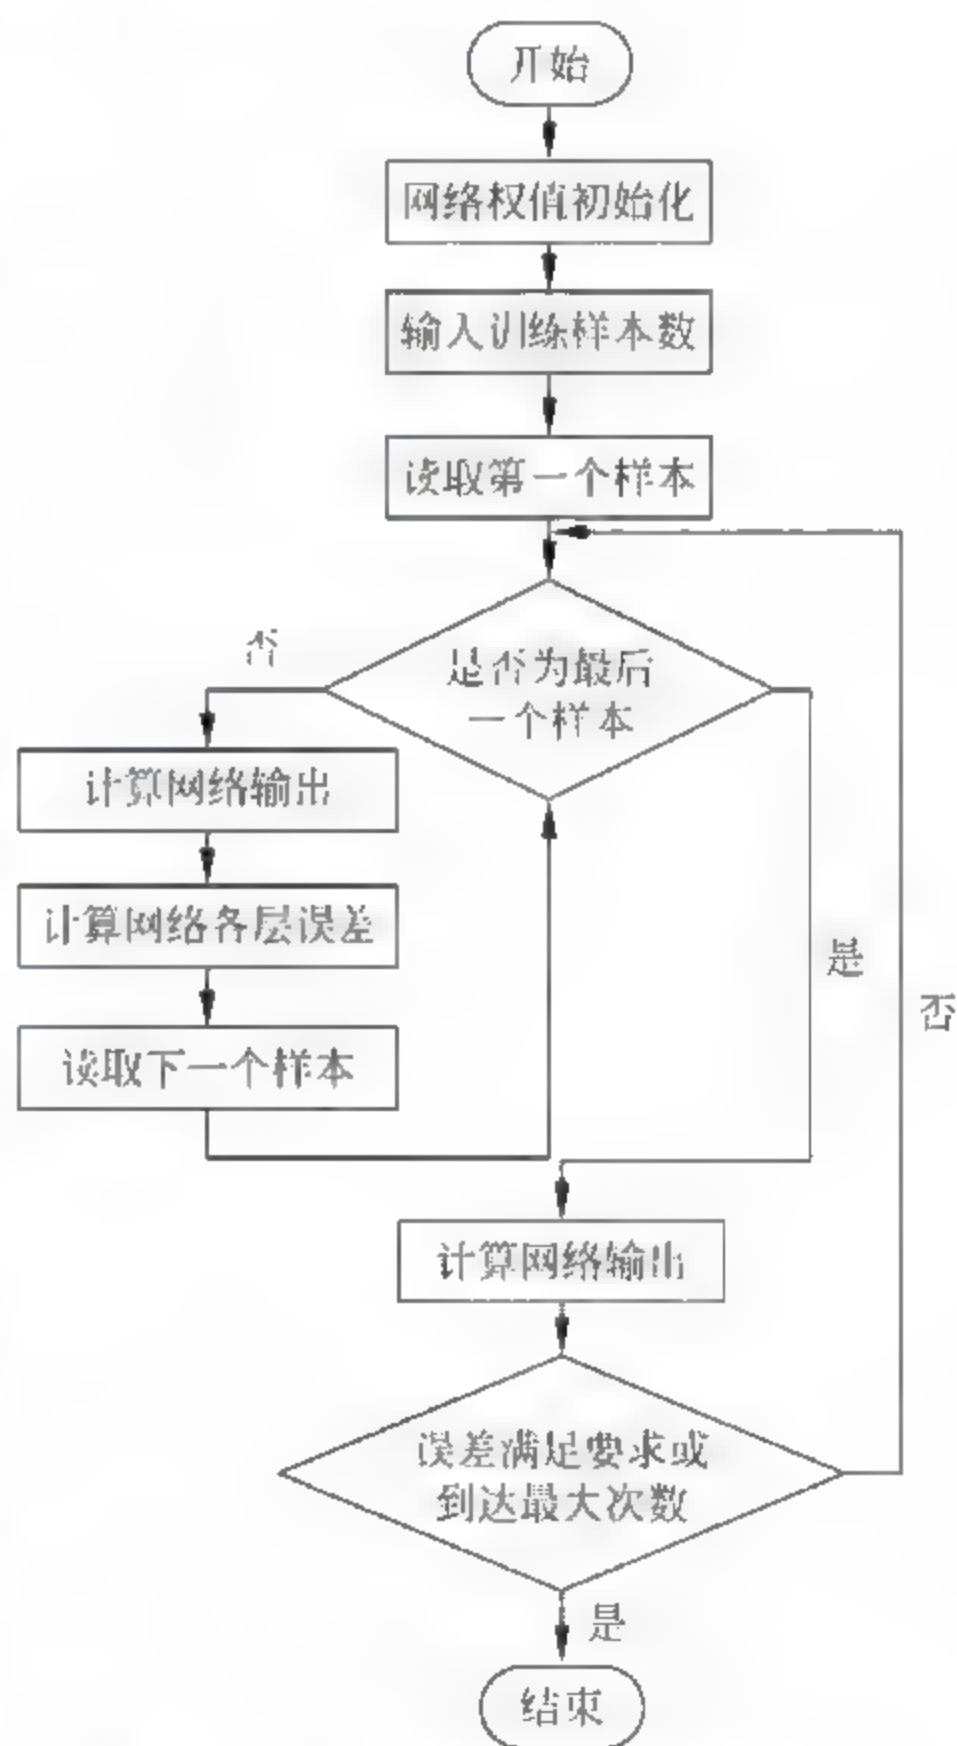 开始
网络权值初始化
输入训练样本数
读取第一个样本
是否为最后
一个样本
否
计算网络输出
计算网络各层误差
读取下一个样本
是
否
计算网络输出
误差满足要求或
到达最大次数
是
结束